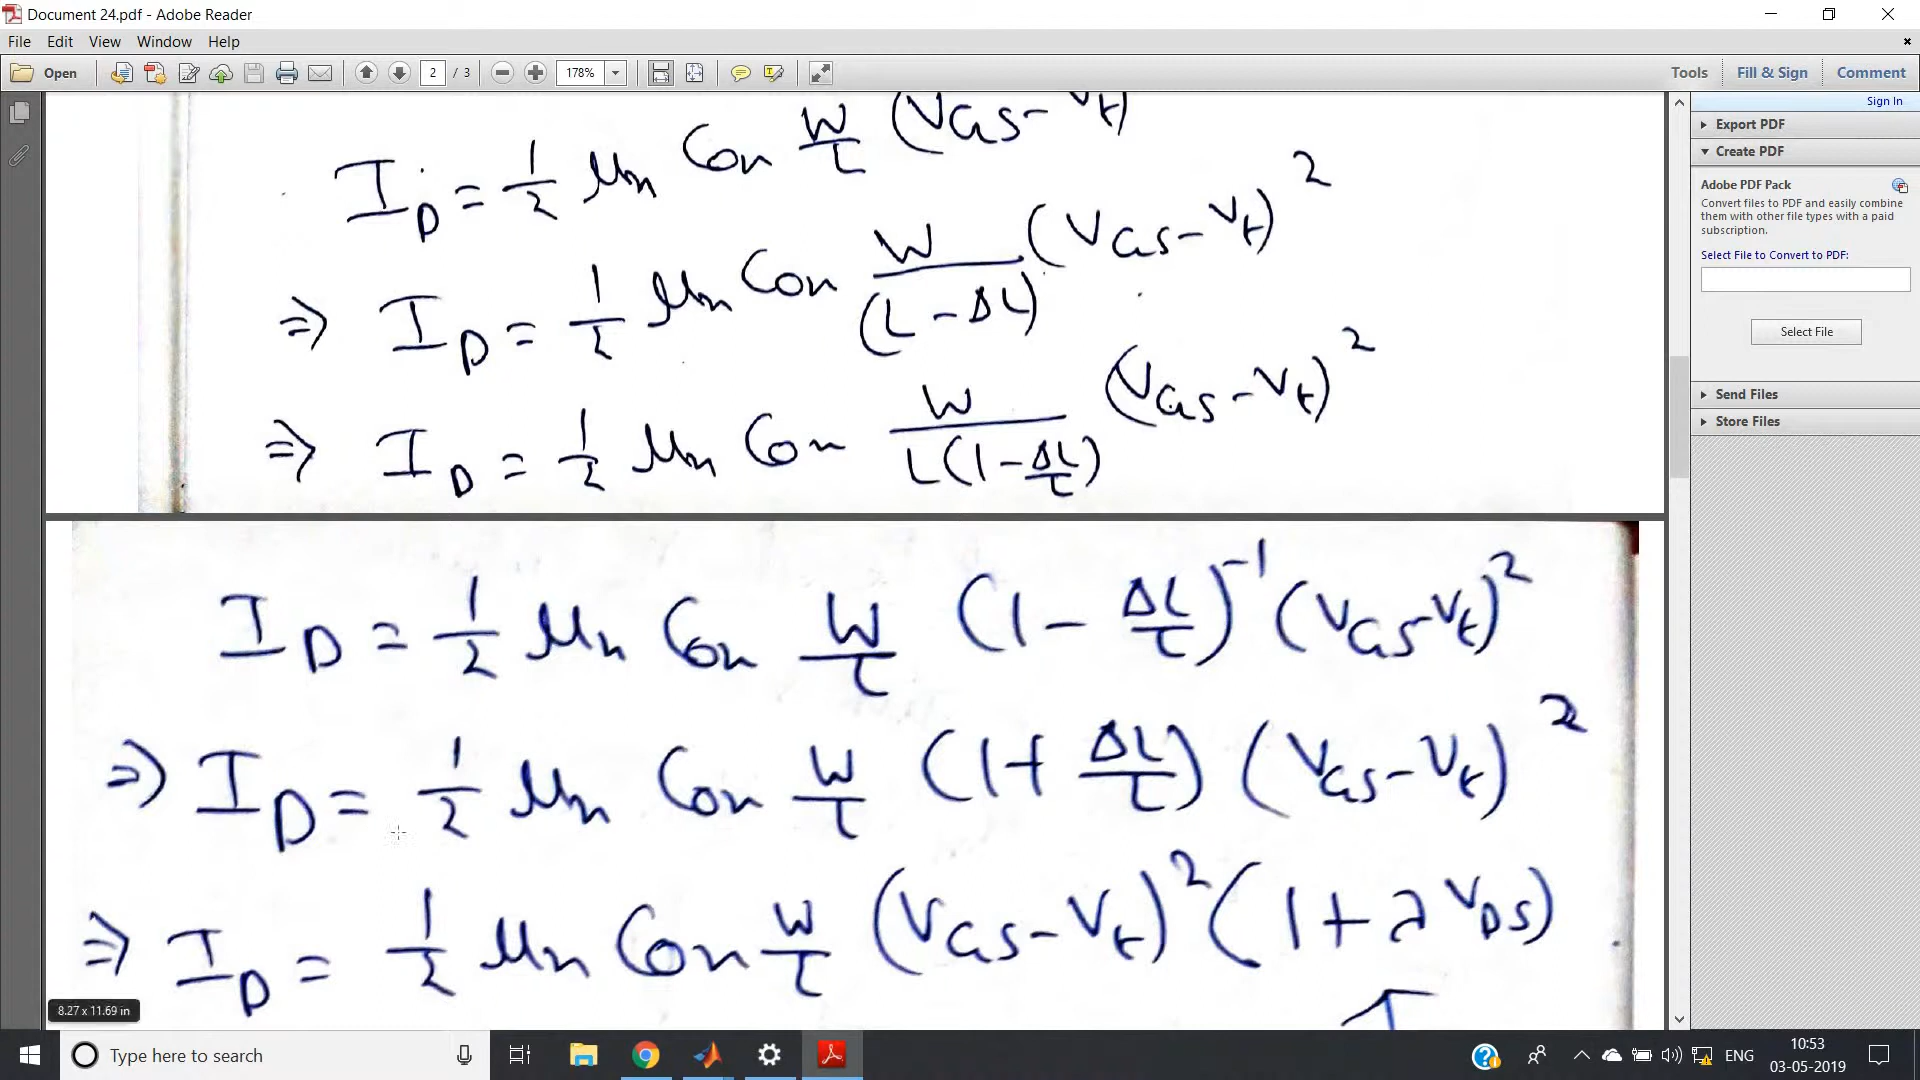 Document 24.pdf - Adobe Reader
File Edit View Window Help
Open 2 / 3 178% Tools Fill & Sign Comment
Sign In
Export PDF
Create PDF
Adobe PDF Pack
Convert files to PDF and easily combine
them with other file types with a paid
subscription.
Select File to Convert to PDF:
Select File
Send Files
Store Files
I_D = 1/2 μn Cox W/L (VGS - Vt)
=> I_D = 1/2 μn Cox W/(L - ΔL) (VGS - Vt)^2
=> I_D = 1/2 μn Cox W/L(1 - ΔL/L) (VGS - Vt)^2
I_D = 1/2 μn Cox W/L (1 - ΔL/L)^-1 (VGS - Vt)^2
=> I_D = 1/2 μn Cox W/L (1 + ΔL/L) (VGS - Vt)^2
=> I_D = 1/2 μn Cox W/L (VGS - Vt)^2 (1 + λ VDS)
8.27 x 11.69 in
Type here to search
ENG
10:53
03-05-2019